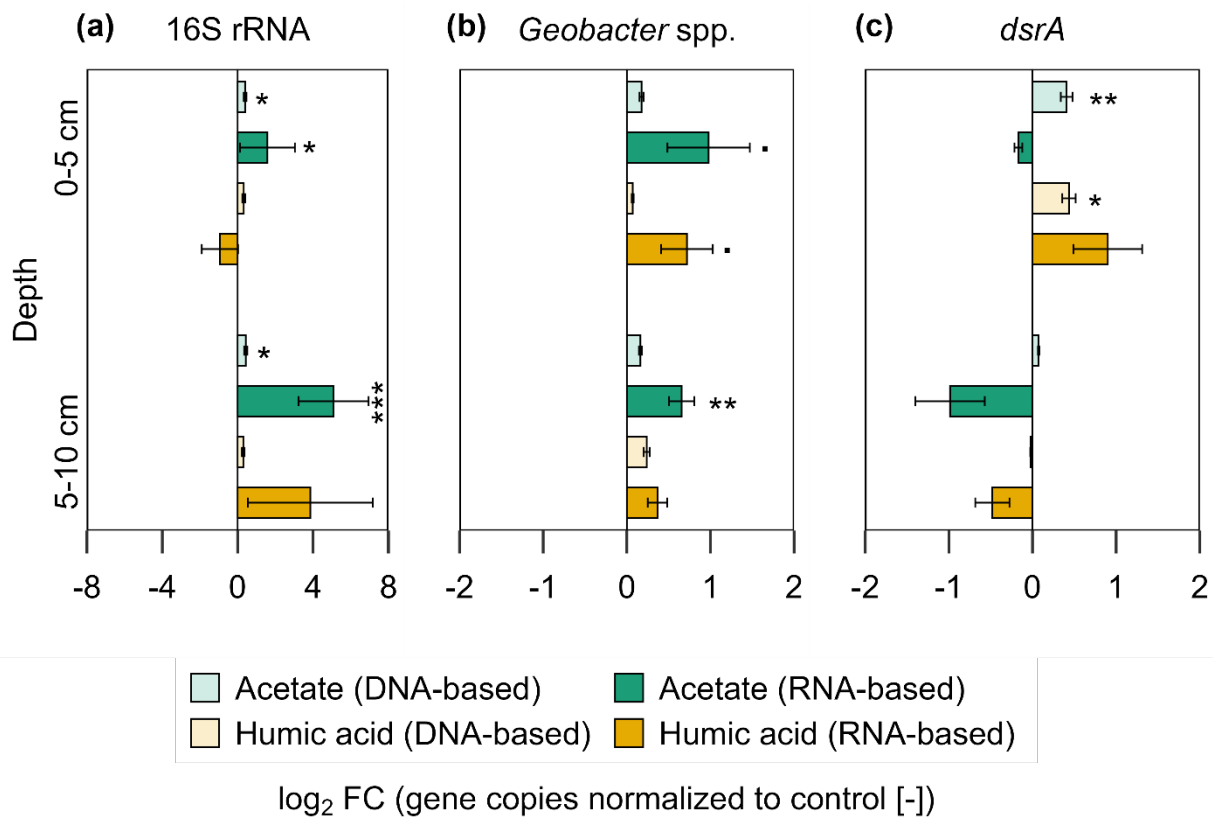 (a) 16S rRNA (b) Geobacter spp. (c) dsrA
Depth
0-5 cm
5-10 cm
*
*
*
***
.
.
**
**
*
-8 -4 0 4 8
-2 -1 0 1 2
-2 -1 0 1 2
Acetate (DNA-based) Acetate (RNA-based)
Humic acid (DNA-based) Humic acid (RNA-based)
log₂ FC (gene copies normalized to control [-])